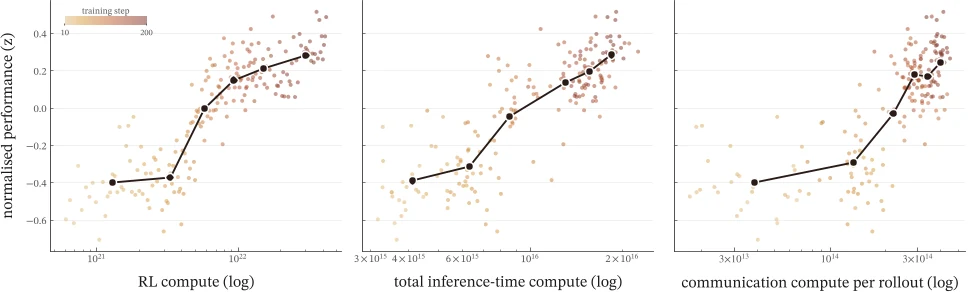 normalised performance (z)
training step
10 200
0.4
0.2
0.0
−0.2
−0.4
−0.6
10²¹ 10²²
RL compute (log)
3×10¹⁵ 4×10¹⁵ 6×10¹⁵ 10¹⁶ 2×10¹⁶
total inference-time compute (log)
3×10¹³ 10¹⁴ 3×10¹⁴
communication compute per rollout (log)